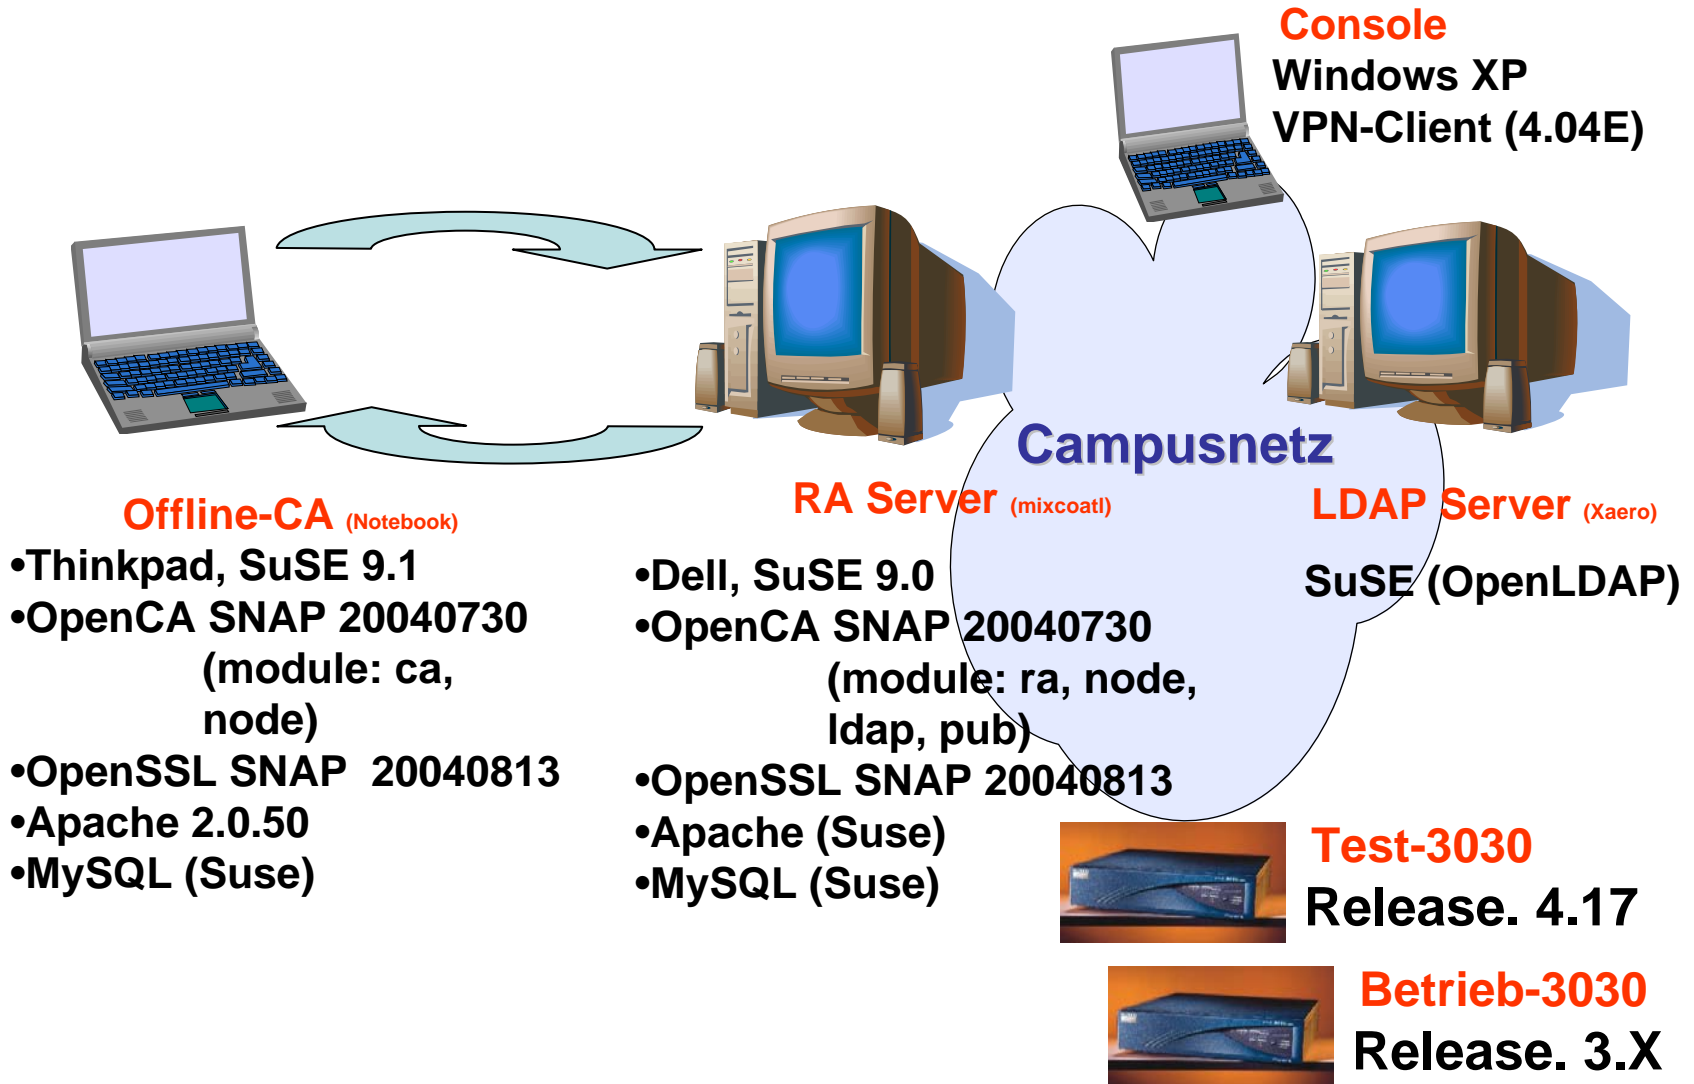 Console
Windows XP
VPN-Client (4.04E)
Campusnetz
Offline-CA (Notebook)
•Thinkpad, SuSE 9.1
•OpenCA SNAP 20040730
(module: ca,
node)
•OpenSSL SNAP 20040813
•Apache 2.0.50
•MySQL (Suse)
RA Server (mixcoatl)
•Dell, SuSE 9.0
•OpenCA SNAP 20040730
(module: ra, node,
ldap, pub)
•OpenSSL SNAP 20040813
•Apache (Suse)
•MySQL (Suse)
LDAP Server (Xaero)
SuSE (OpenLDAP)
Test-3030
Release. 4.17
Betrieb-3030
Release. 3.X